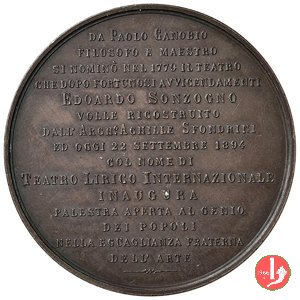 DA PAOLO CANOBIO
FILOSOFO E MAESTRO
SI NOMINÒ NEL 1779 IL TEATRO
CHE DOPO FORTUNOSI AVVICENDAMENTI
EDOARDO SONZOGNO
VOLLE RICOSTRUITO
DALL'ARCHº ACHILLE SFONDRINI
ED OGGI 22 SETTEMBRE 1894
COL NOME DI
TEATRO LIRICO INTERNAZIONALE
INAUGURA
PALESTRA APERTA AL GENIO
DEI POPOLI
NELLA EGUAGLIANZA FRATERNA
DELL'ARTE